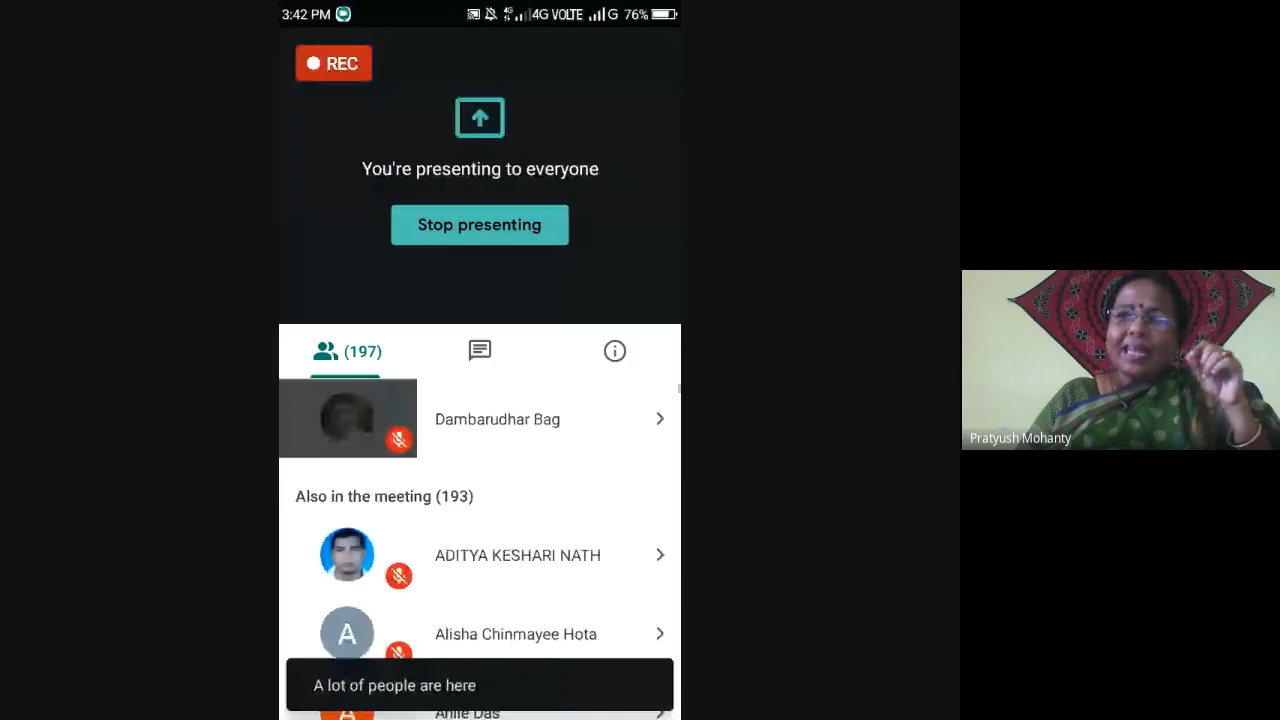 3:42 PM 4G 4G VOLTE G 76%
REC
You're presenting to everyone
Stop presenting
(197)
Dambarudhar Bag
Also in the meeting (193)
ADITYA KESHARI NATH
A
Alisha Chinmayee Hota
A lot of people are here
A
Das
Pratyush Mohanty